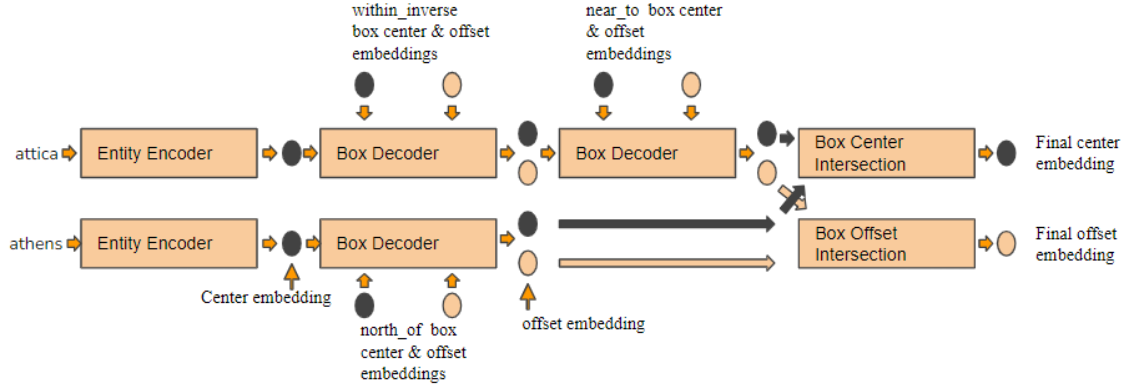 within_inverse
box center & offset
embeddings
near_to box center
& offset
embeddings
attica
Entity Encoder
Box Decoder
Box Decoder
Box Center
Intersection
Final center
embedding
athens
Entity Encoder
Box Decoder
Box Offset
Intersection
Final offset
embedding
Center embedding
offset embedding
north_of box
center & offset
embeddings